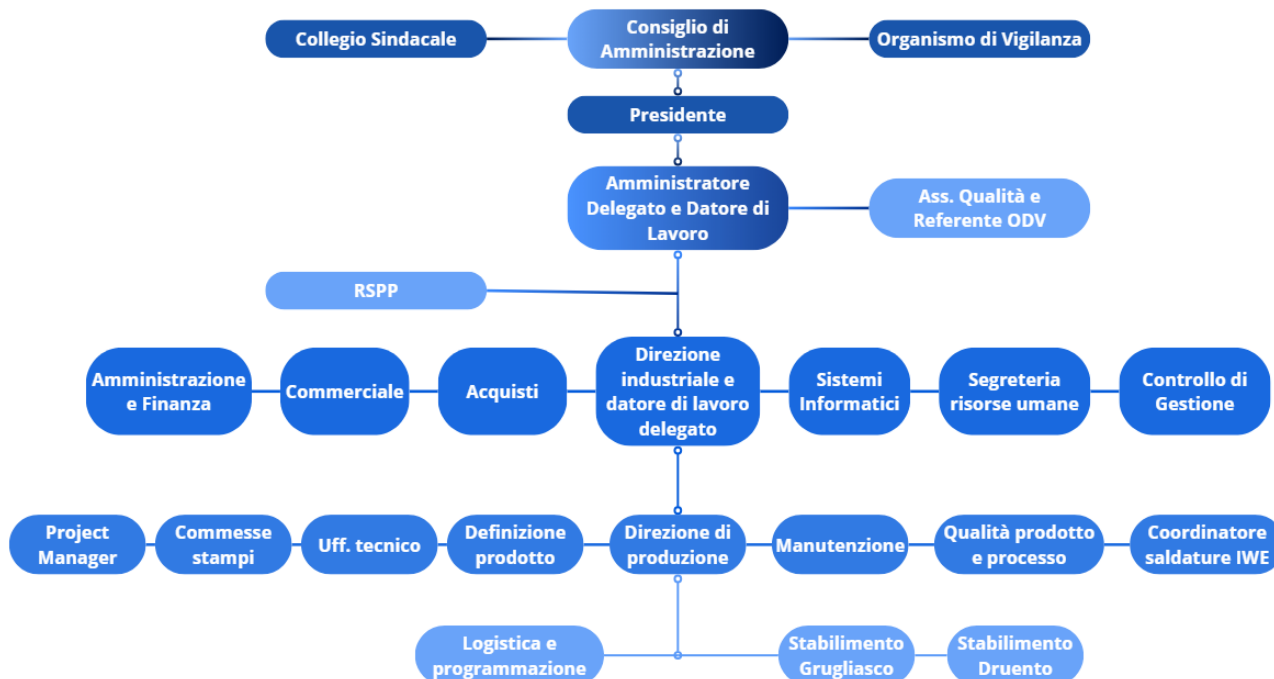 Collegio Sindacale
Consiglio di
Amministrazione
Organismo di Vigilanza
Presidente
Amministratore
Delegato e Datore di
Lavoro
Ass. Qualità e
Referente ODV
RSPP
Amministrazione
e Finanza
Commerciale
Acquisti
Direzione
industriale e
datore di lavoro
delegato
Sistemi
Informatici
Segreteria
risorse umane
Controllo di
Gestione
Project
Manager
Commesse
stampi
Uff. tecnico
Definizione
prodotto
Direzione di
produzione
Manutenzione
Qualità prodotto
e processo
Coordinatore
saldature IWE
Logistica e
programmazione
Stabilimento
Grugliasco
Stabilimento
Druento